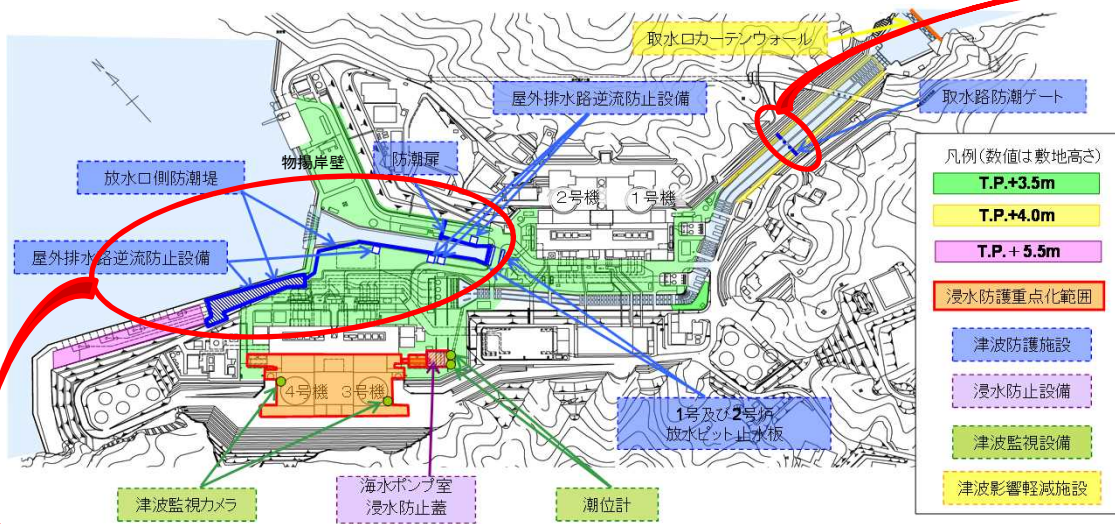 取水口カーテンウォール
屋外排水路逆流防止設備
取水路防潮ゲート
物揚岸壁
防潮扉
放水口側防潮堤
2号機
1号機
屋外排水路逆流防止設備
4号機
3号機
1号及び2号炉
放水ピット止水板
津波監視カメラ
海水ポンプ室
浸水防止蓋
潮位計
凡例(数値は敷地高さ)
T.P.+3.5m
T.P.+4.0m
T.P.+5.5m
浸水防護重点化範囲
津波防護施設
浸水防止設備
津波監視設備
津波影響軽減施設
N